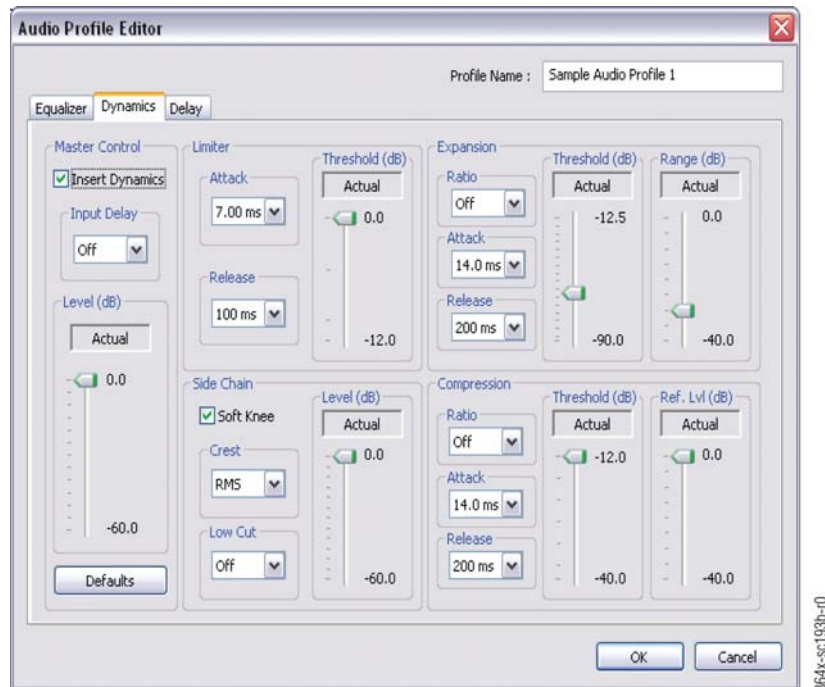 Audio Profile Editor
Profile Name :
Sample Audio Profile 1
Equalizer
Dynamics
Delay
Master Control
Insert Dynamics
Input Delay
Off
Level (dB)
Actual
0.0
-60.0
Defaults
Limiter
Attack
7.00 ms
Release
100 ms
Threshold (dB)
Actual
0.0
-12.0
Expansion
Ratio
Off
Attack
14.0 ms
Release
200 ms
Threshold (dB)
Actual
-12.5
-90.0
Range (dB)
Actual
0.0
-40.0
Side Chain
Soft Knee
Crest
RMS
Low Cut
Off
Level (dB)
Actual
0.0
-60.0
Compression
Ratio
Off
Attack
14.0 ms
Release
200 ms
Threshold (dB)
Actual
-12.0
-40.0
Ref. Lvl (dB)
Actual
0.0
-40.0
OK
Cancel